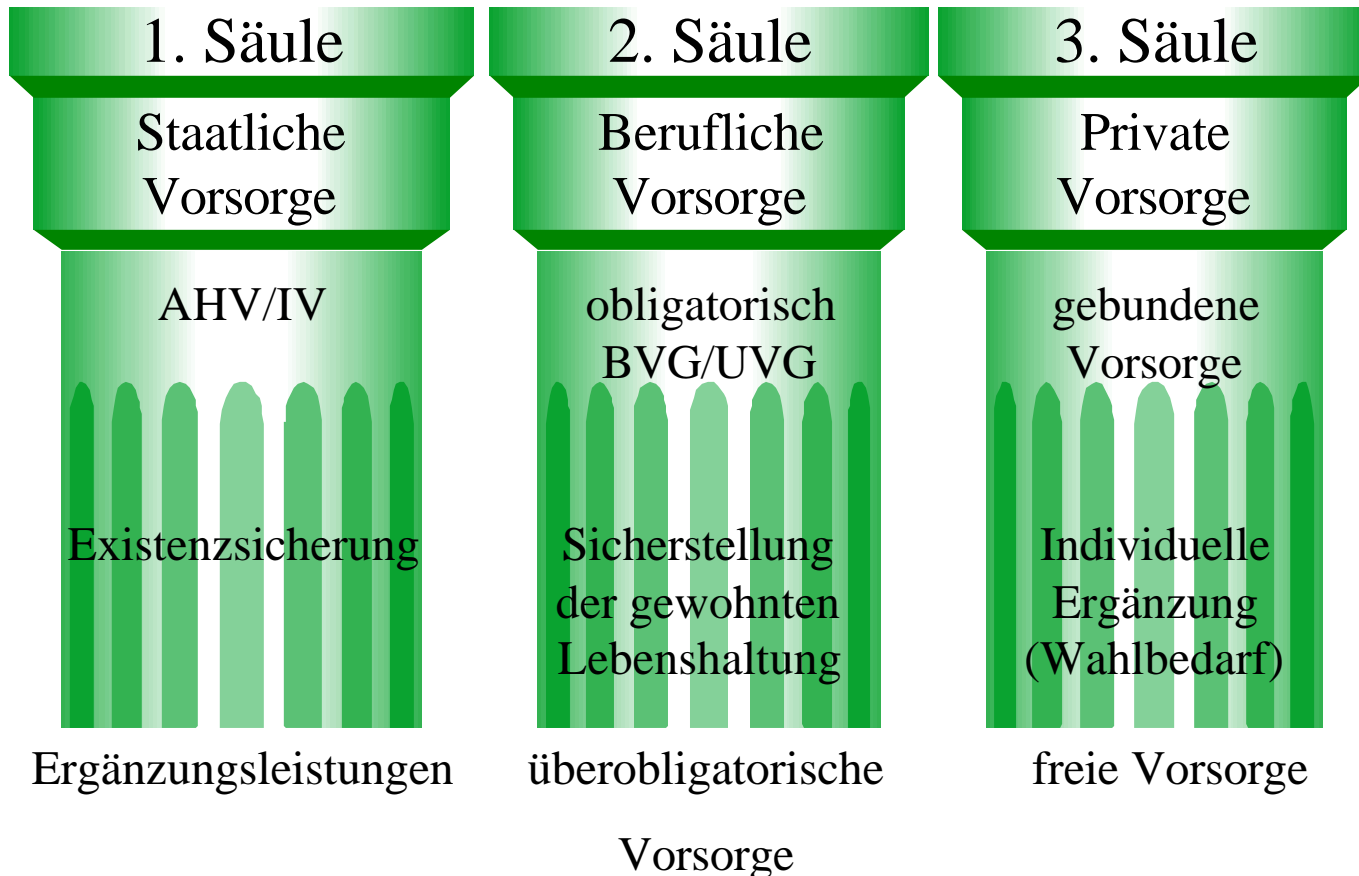 1. Säule
Staatliche
Vorsorge
AHV/IV
Existenzsicherung
Ergänzungsleistungen
2. Säule
Berufliche
Vorsorge
obligatorisch
BVG/UVG
Sicherstellung
der gewohnten
Lebenshaltung
überobligatorische
Vorsorge
3. Säule
Private
Vorsorge
gebundene
Vorsorge
Individuelle
Ergänzung
(Wahlbedarf)
freie Vorsorge